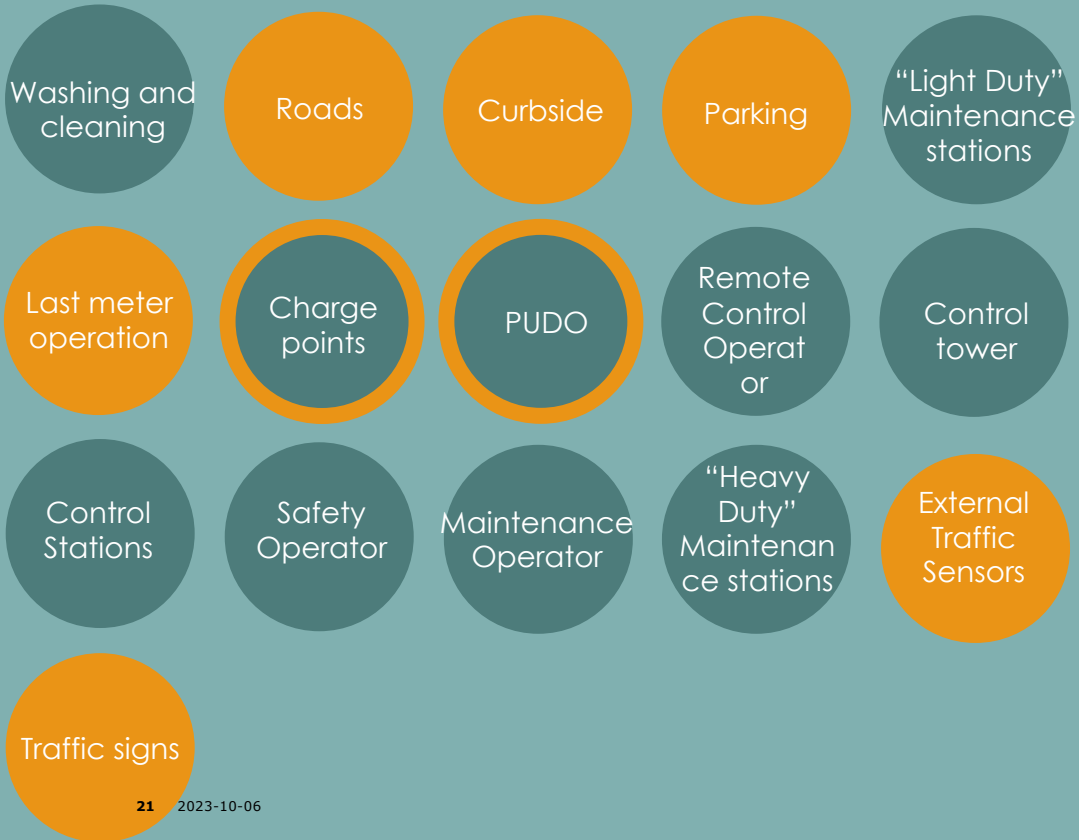 Washing and
cleaning
Roads
Curbside
Parking
“Light Duty”
Maintenance
stations
Last meter
operation
Charge
points
PUDO
Remote
Control
Operat
or
Control
tower
Control
Stations
Safety
Operator
Maintenance
Operator
“Heavy
Duty”
Maintenan
ce stations
External
Traffic
Sensors
Traffic signs
21 2023-10-06